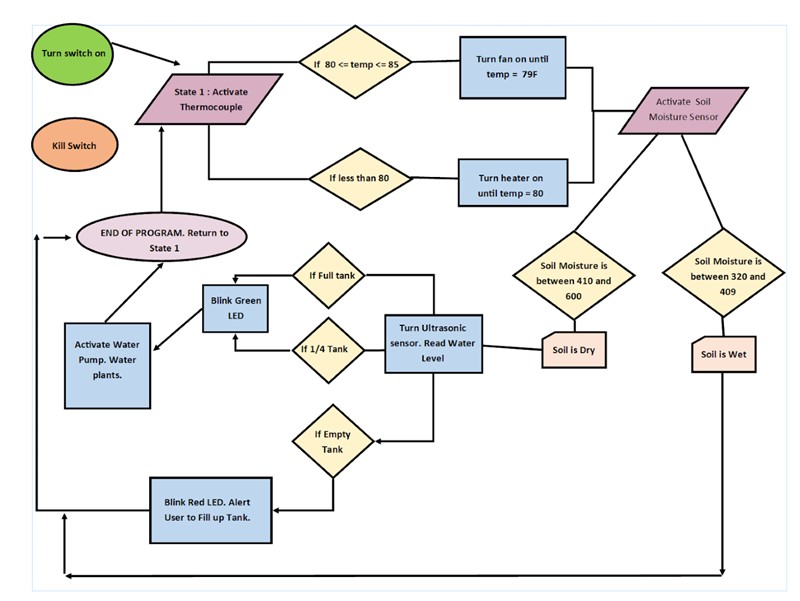 Turn switch on
If 80 <= temp <= 85
Turn fan on until
temp = 79F
State 1 : Activate
Thermocouple
Activate Soil
Moisture Sensor
Kill Switch
If less than 80
Turn heater on
until temp = 80
END OF PROGRAM. Return to
State 1
If Full tank
Soil Moisture is
between 410 and
600
Soil Moisture is
between 320 and
409
Blink Green
LED
Turn Ultrasonic
sensor. Read Water
Level
Activate Water
Pump. Water
plants.
If 1/4 Tank
Soil is Dry
Soil is Wet
If Empty
Tank
Blink Red LED. Alert
User to Fill up Tank.